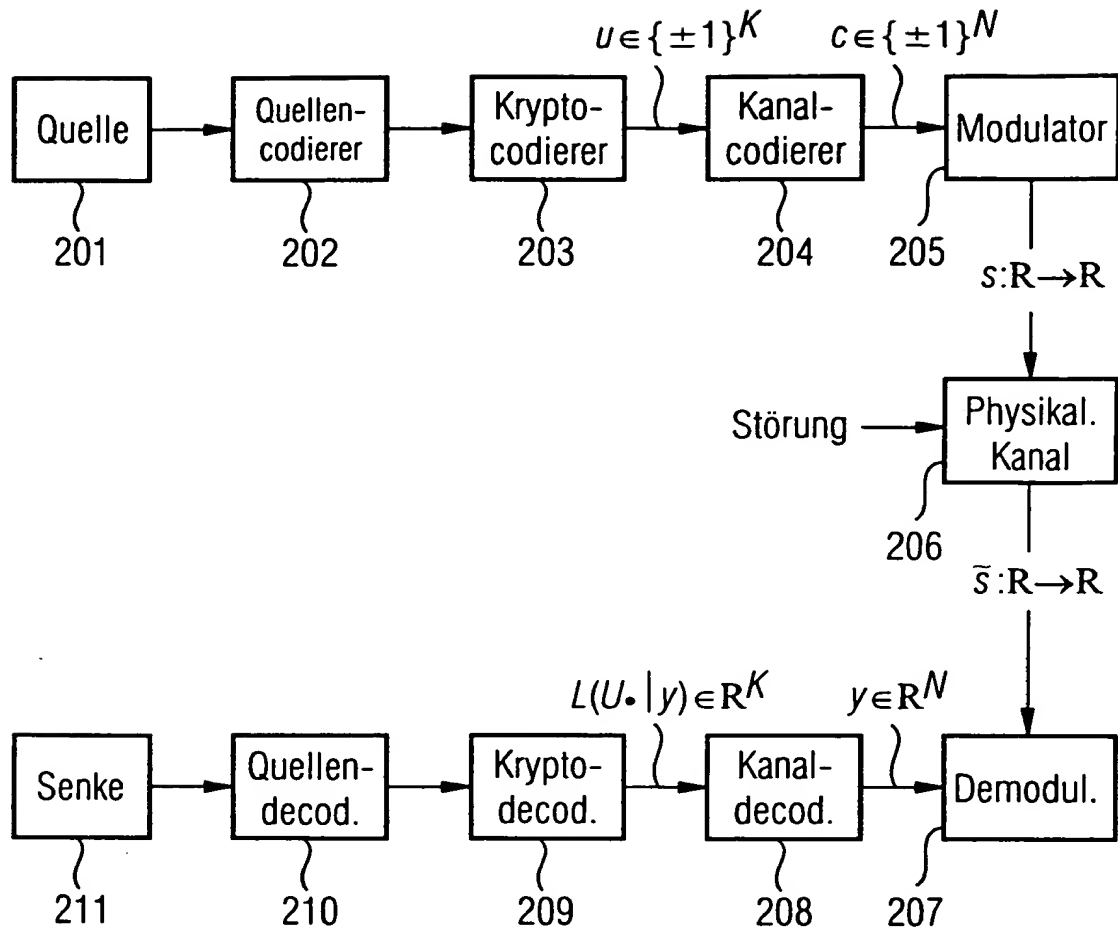 u∈{±1}^K
c∈{±1}^N
Quelle
Quellen-
codierer
Krypto-
codierer
Kanal-
codierer
Modulator
201
202
203
204
205
s:R→R
Störung
Physikal.
Kanal
206
s̃:R→R
L(U•|y)∈R^K
y∈R^N
Senke
Quellen-
decod.
Krypto-
decod.
Kanal-
decod.
Demodul.
211
210
209
208
207